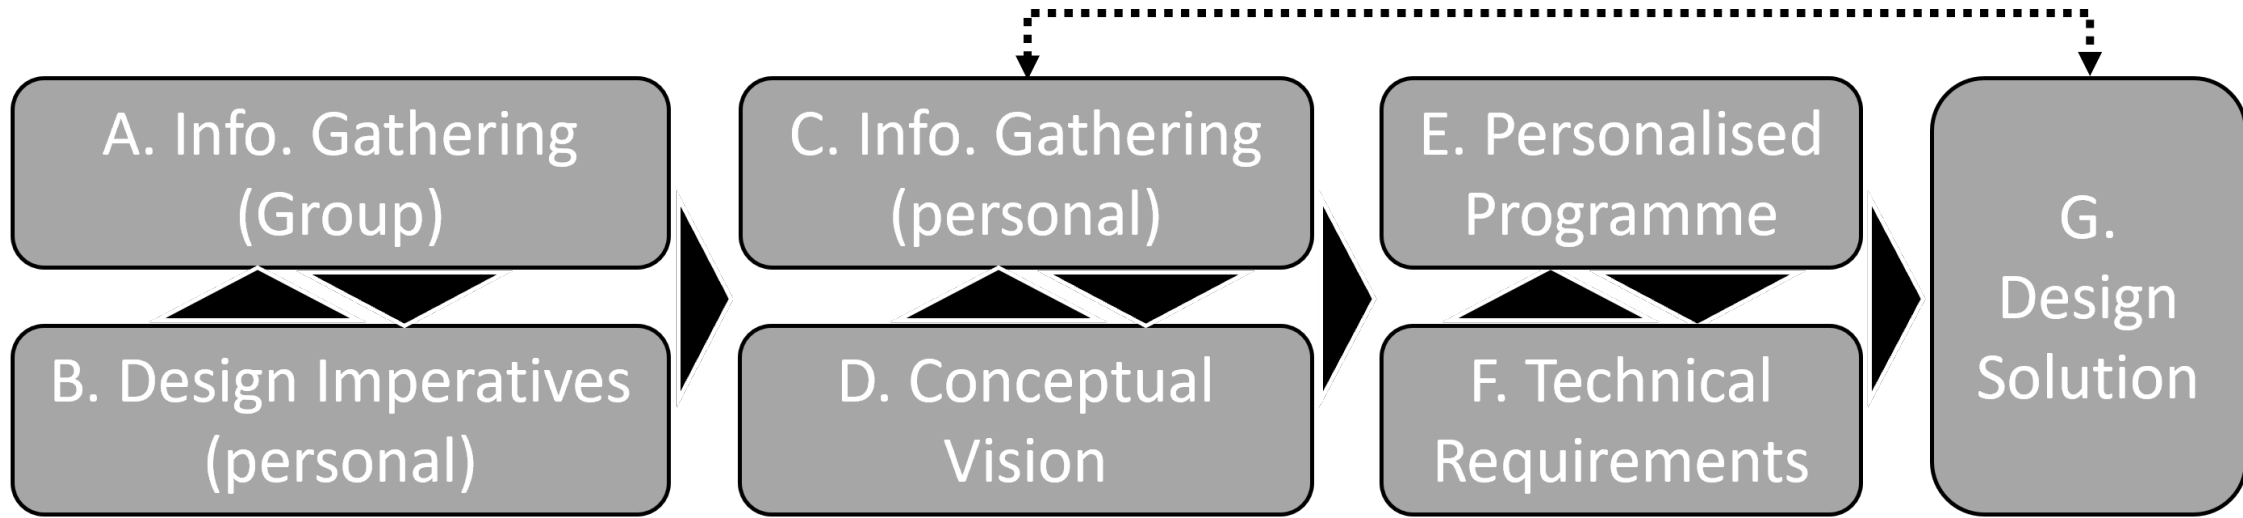 A. Info. Gathering
(Group)
B. Design Imperatives
(personal)
C. Info. Gathering
(personal)
D. Conceptual
Vision
E. Personalised
Programme
F. Technical
Requirements
G.
Design
Solution